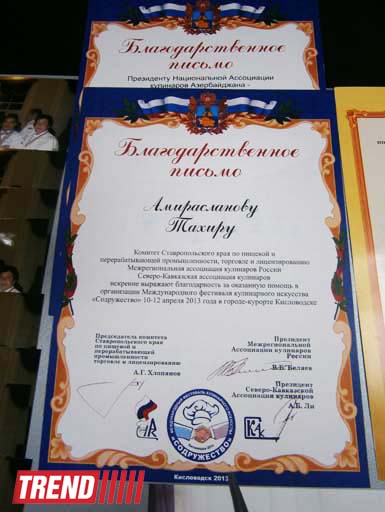 Благодарственное
письмо
Президенту Национальной Ассоциации
кулинаров Азербайджана -
Благодарственное
письмо
Амирасланову
Тахиру
Комитет Ставропольского края по пищевой и
перерабатывающей промышленности, торговле и лицензированию
Межрегиональная ассоциация кулинаров России
Северо-Кавказская ассоциация кулинаров
искренне выражают благодарность за оказанную помощь в
организации Международного фестиваля кулинарного искусства
«Содружество» 10-12 апреля 2013 года в городе-курорте Кисловодске
Председатель комитета
Ставропольского края
по пищевой и
перерабатывающей
промышленности
торговле и лицензированию
А.Г. Хлопянов
Президент
Межрегиональной
Ассоциации кулинаров
России
В.Б. Беляев
Президент
Северо-Кавказской
Ассоциации кулинаров
А.Б. Ли
«СОДРУЖЕСТВО»
Кисловодск 2013
TREND